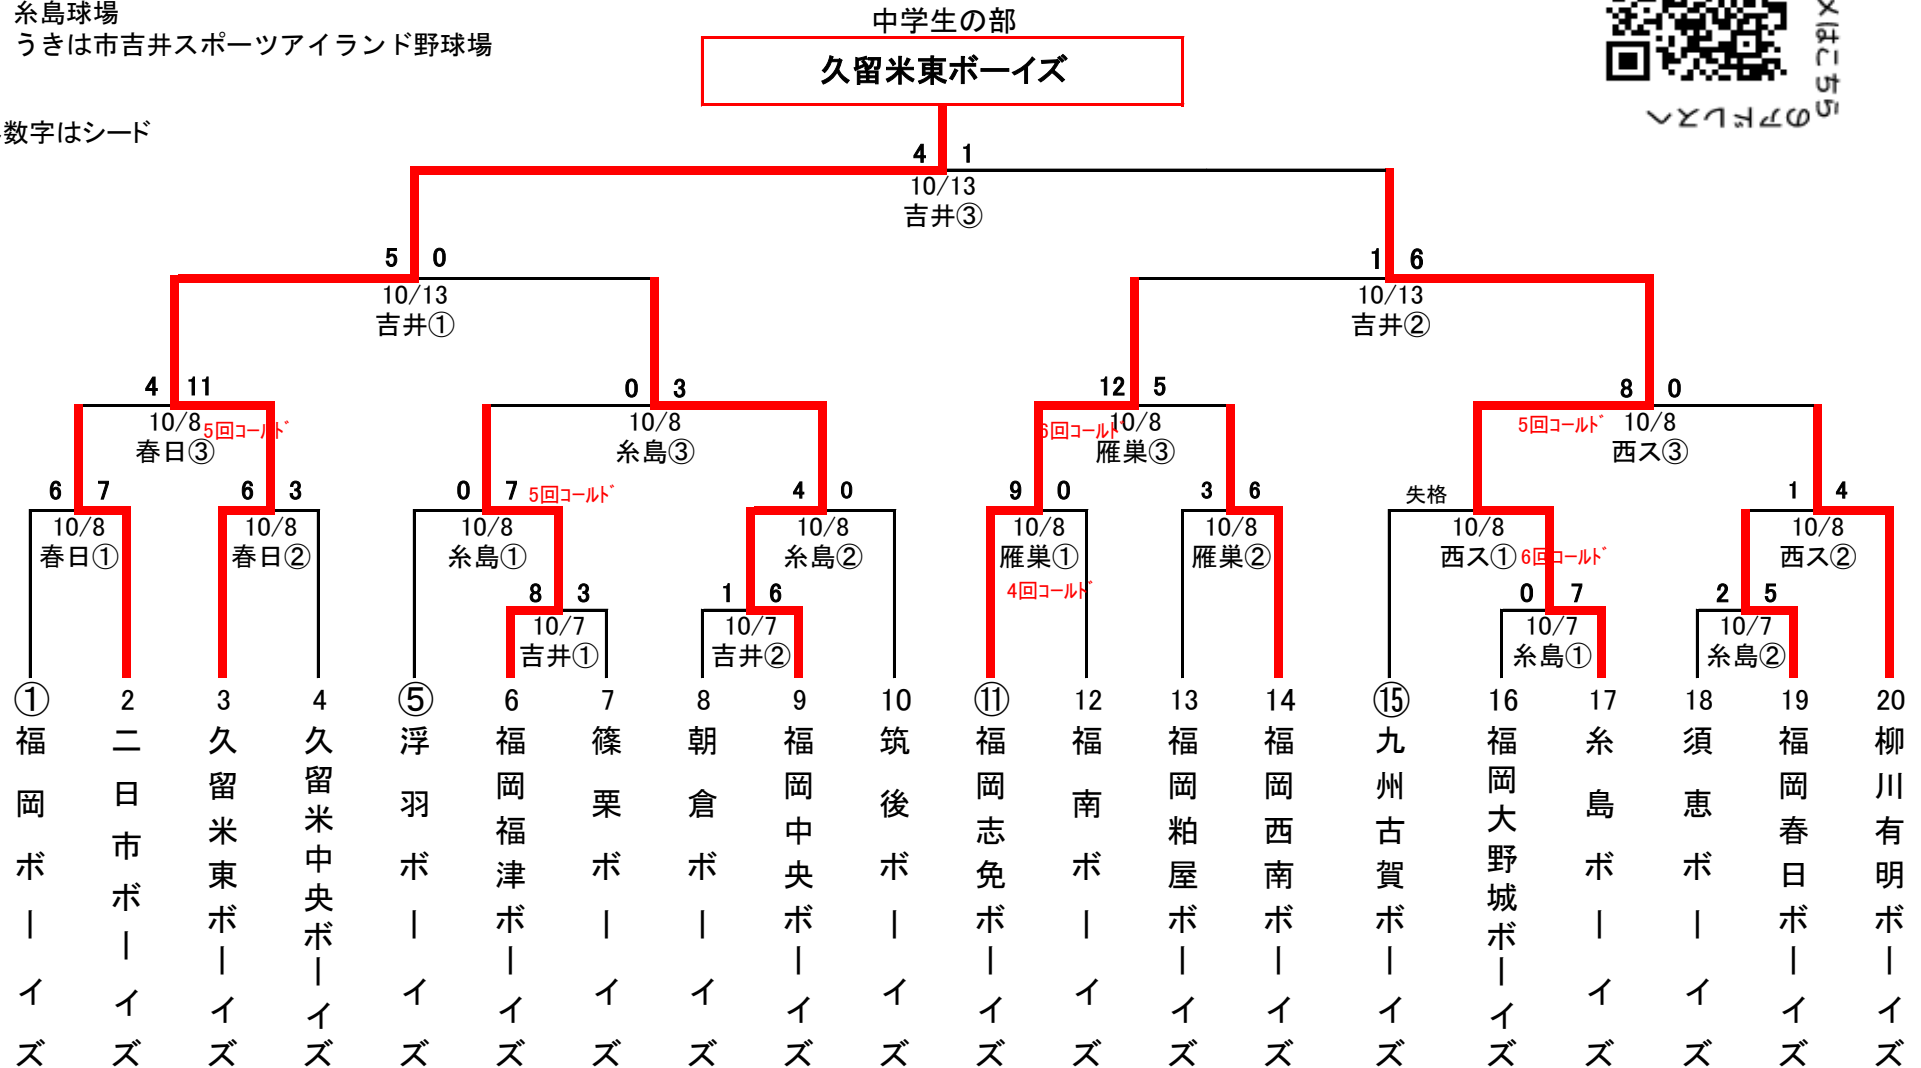 糸島球場
うきは市吉井スポーツアイランド野球場
数字はシード
中学生の部
久留米東ボーイズ
メはこちら
のアドレスへ
4 1
10/13
吉井③
5 0
10/13
吉井①
1 6
10/13
吉井②
4 11
10/8
5回コールド
春日③
0 3
10/8
糸島③
12 5
10/8
6回コールド
雁巣③
8 0
5回コールド
10/8
西ス③
6 7
10/8
春日①
6 3
10/8
春日②
0 7
5回コールド
10/8
糸島①
4 0
10/8
糸島②
9 0
10/8
雁巣①
4回コールド
3 6
10/8
雁巣②
失格
10/8
西ス①
6回コールド
1 4
10/8
西ス②
8 3
10/7
吉井①
1 6
10/7
吉井②
0 7
10/7
糸島①
2 5
10/7
糸島②
① 福岡ボーイズ
2 二日市ボーイズ
3 久留米東ボーイズ
4 久留米中央ボーイズ
⑤ 浮羽ボーイズ
6 福岡福津ボーイズ
7 篠栗ボーイズ
8 朝倉ボーイズ
9 福岡中央ボーイズ
10 筑後ボーイズ
⑪ 福岡志免ボーイズ
12 福南ボーイズ
13 福岡粕屋ボーイズ
14 福岡西南ボーイズ
⑮ 九州古賀ボーイズ
16 福岡大野城ボーイズ
17 糸島ボーイズ
18 須恵ボーイズ
19 福岡春日ボーイズ
20 柳川有明ボーイズ